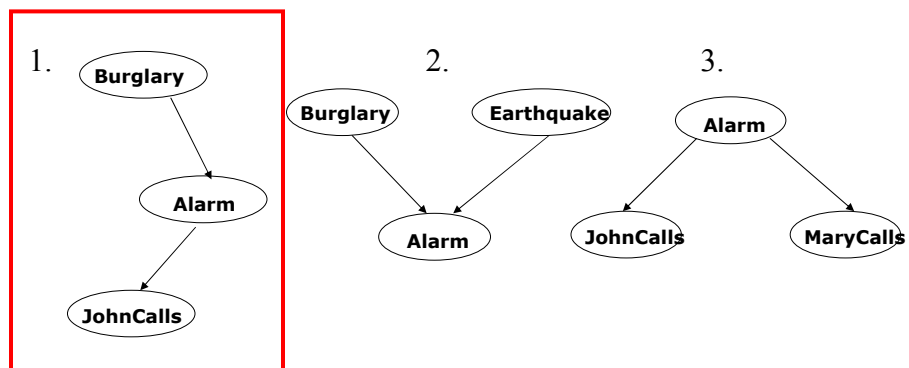 1.
Burglary
Alarm
JohnCalls
2.
Burglary
Earthquake
Alarm
3.
Alarm
JohnCalls
MaryCalls